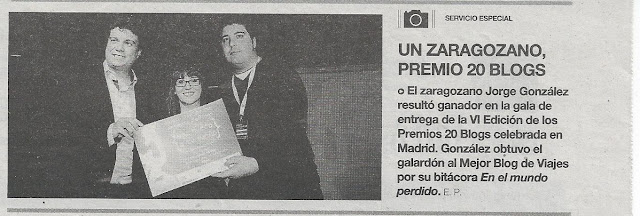 SERVICIO ESPECIAL
UN ZARAGOZANO,
PREMIO 20 BLOGS
El zaragozano Jorge González
resultó ganador en la gala de
entrega de la VI Edición de los
Premios 20 Blogs celebrada en
Madrid. González obtuvo el
galardón al Mejor Blog de Viajes
por su bitácora En el mundo
perdido. E. P.